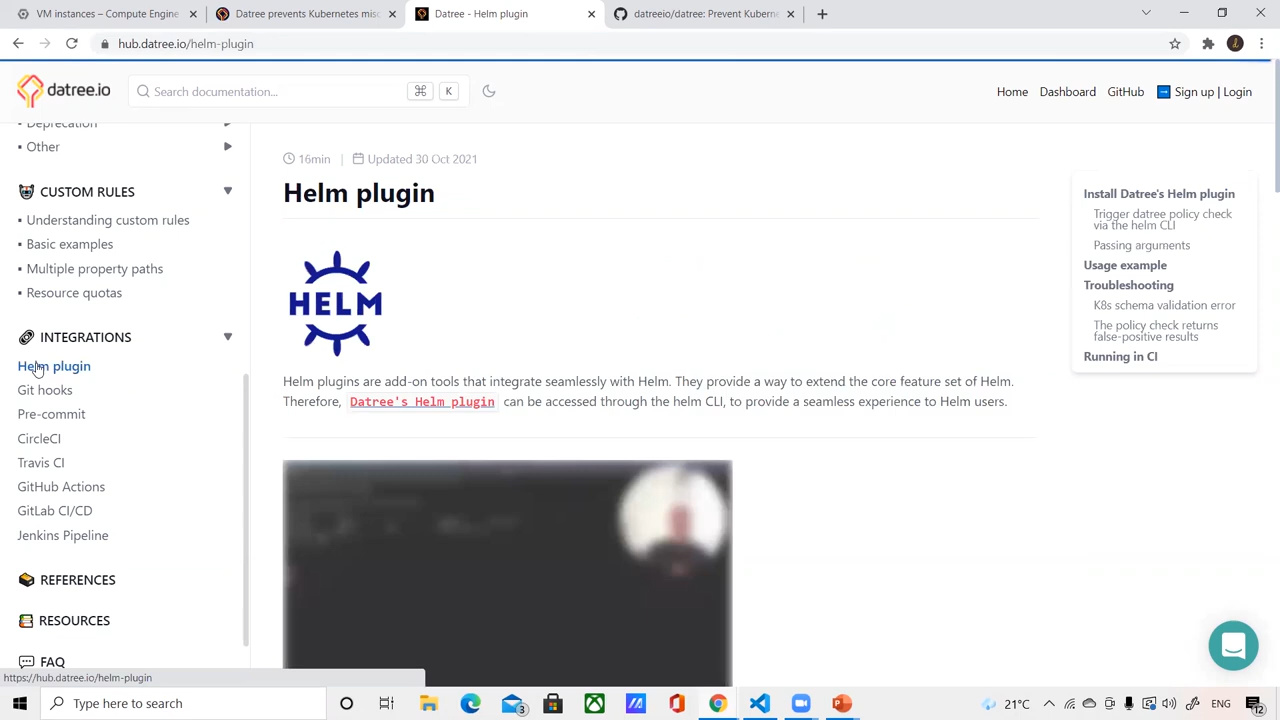 VM instances – Compute Engine
Datree prevents Kubernetes misc
Datree - Helm plugin
datreeio/datree: Prevent Kuberne
hub.datree.io/helm-plugin
datree.io
Search documentation...
⌘ K
Home
Dashboard
GitHub
Sign up | Login
Deprecation
Other
CUSTOM RULES
Understanding custom rules
Basic examples
Multiple property paths
Resource quotas
INTEGRATIONS
Helm plugin
Git hooks
Pre-commit
CircleCI
Travis CI
GitHub Actions
GitLab CI/CD
Jenkins Pipeline
REFERENCES
RESOURCES
FAQ
16min | Updated 30 Oct 2021
Helm plugin
HELM
Helm plugins are add-on tools that integrate seamlessly with Helm. They provide a way to extend the core feature set of Helm.
Therefore, Datree's Helm plugin can be accessed through the helm CLI, to provide a seamless experience to Helm users.
Install Datree's Helm plugin
Trigger datree policy check
via the helm CLI
Passing arguments
Usage example
Troubleshooting
K8s schema validation error
The policy check returns
false-positive results
Running in CI
https://hub.datree.io/helm-plugin
Type here to search
3
21°C
ENG
12